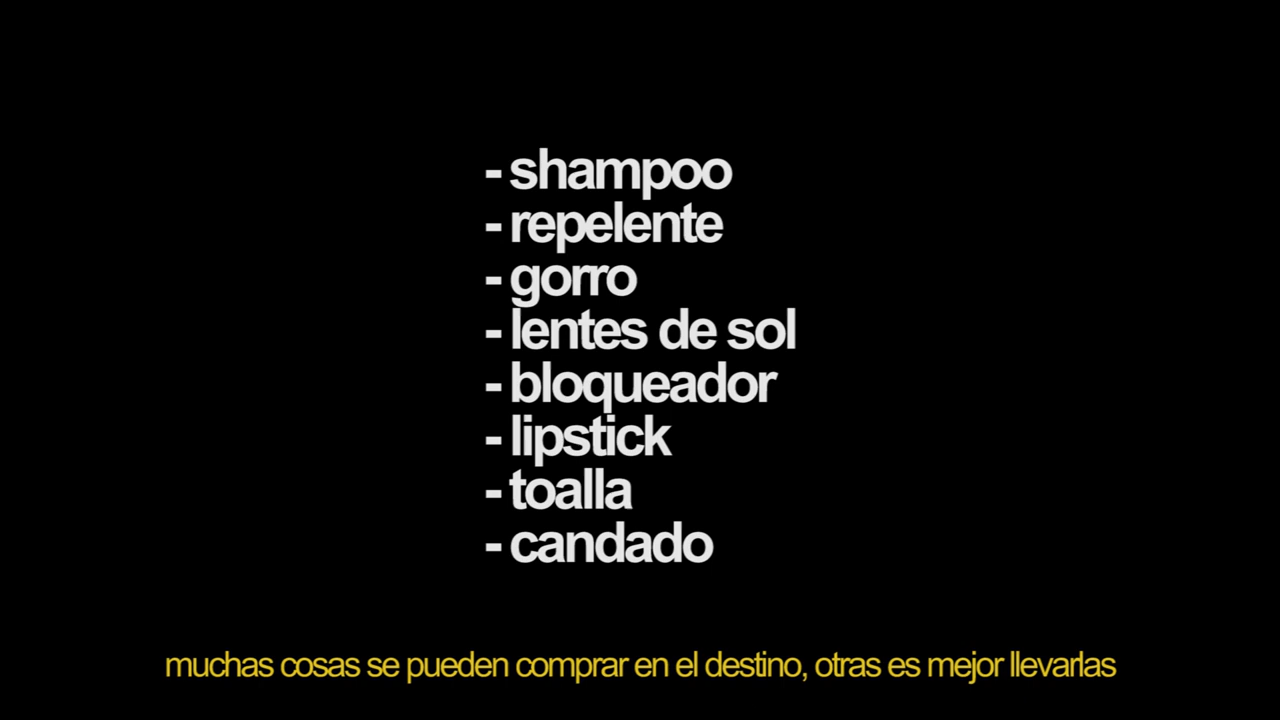 - shampoo
- repelente
- gorro
- lentes de sol
- bloqueador
- lipstick
- toalla
- candado
muchas cosas se pueden comprar en el destino, otras es mejor llevarlas